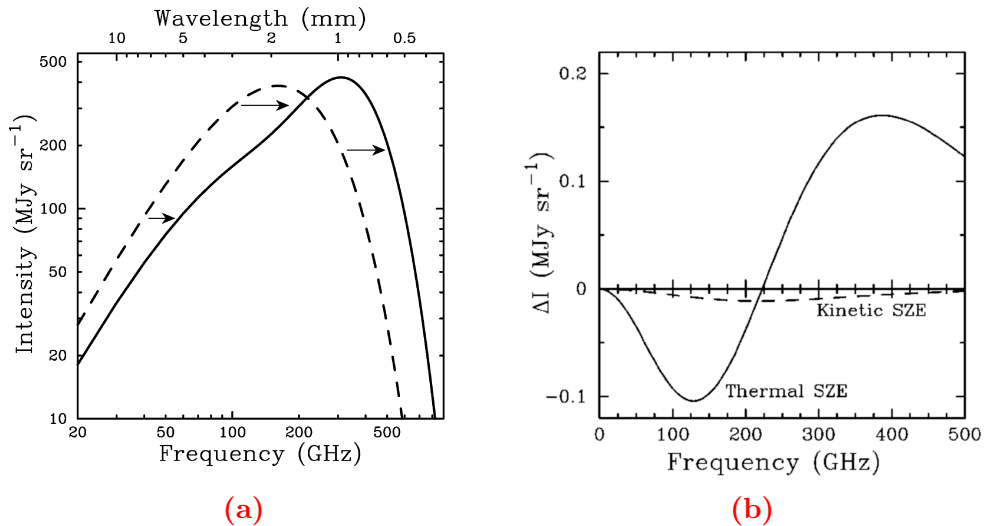 Wavelength (mm)
10 5 2 1 0.5
500
200
100
50
20
10
Intensity (MJy sr⁻¹)
20 50 100 200 500
Frequency (GHz)
(a)
0.2
0.1
0
−0.1
ΔI (MJy sr⁻¹)
Kinetic SZE
Thermal SZE
0 100 200 300 400 500
Frequency (GHz)
(b)